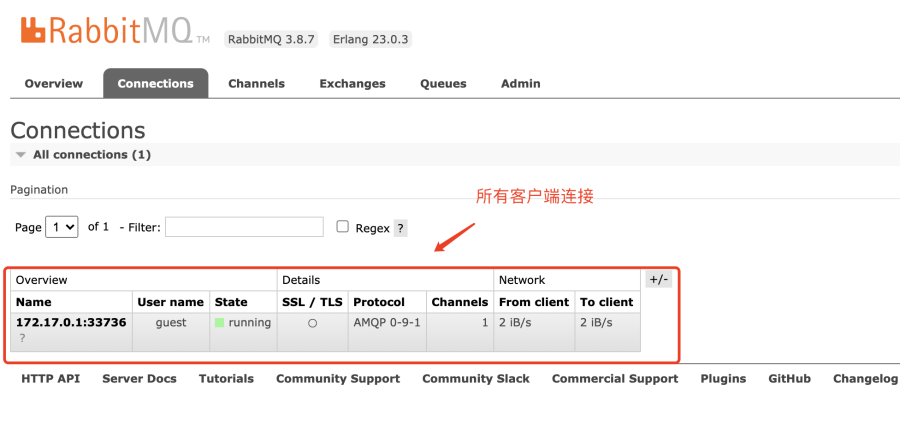 RabbitMQ TM RabbitMQ 3.8.7 Erlang 23.0.3
Overview Connections Channels Exchanges Queues Admin
Connections
All connections (1)
Pagination
所有客户端连接
Page 1 of 1 - Filter: Regex ?
Overview Details Network +/-
Name User name State SSL / TLS Protocol Channels From client To client
172.17.0.1:33736 guest running ○ AMQP 0-9-1 1 2 iB/s 2 iB/s
?
HTTP API Server Docs Tutorials Community Support Community Slack Commercial Support Plugins GitHub Changelog